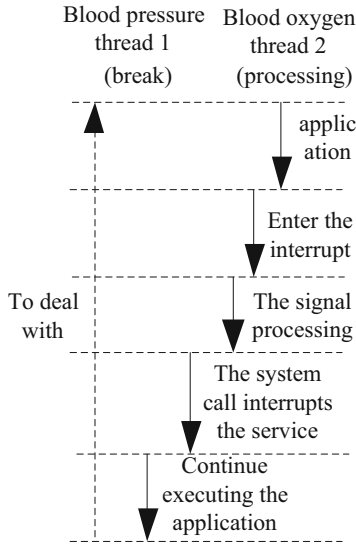 Blood pressure
thread 1
(break)
Blood oxygen
thread 2
(processing)
applic
ation
Enter the
interrupt
To deal
with
The signal
processing
The system
call interrupts
the service
Continue
executing the
application